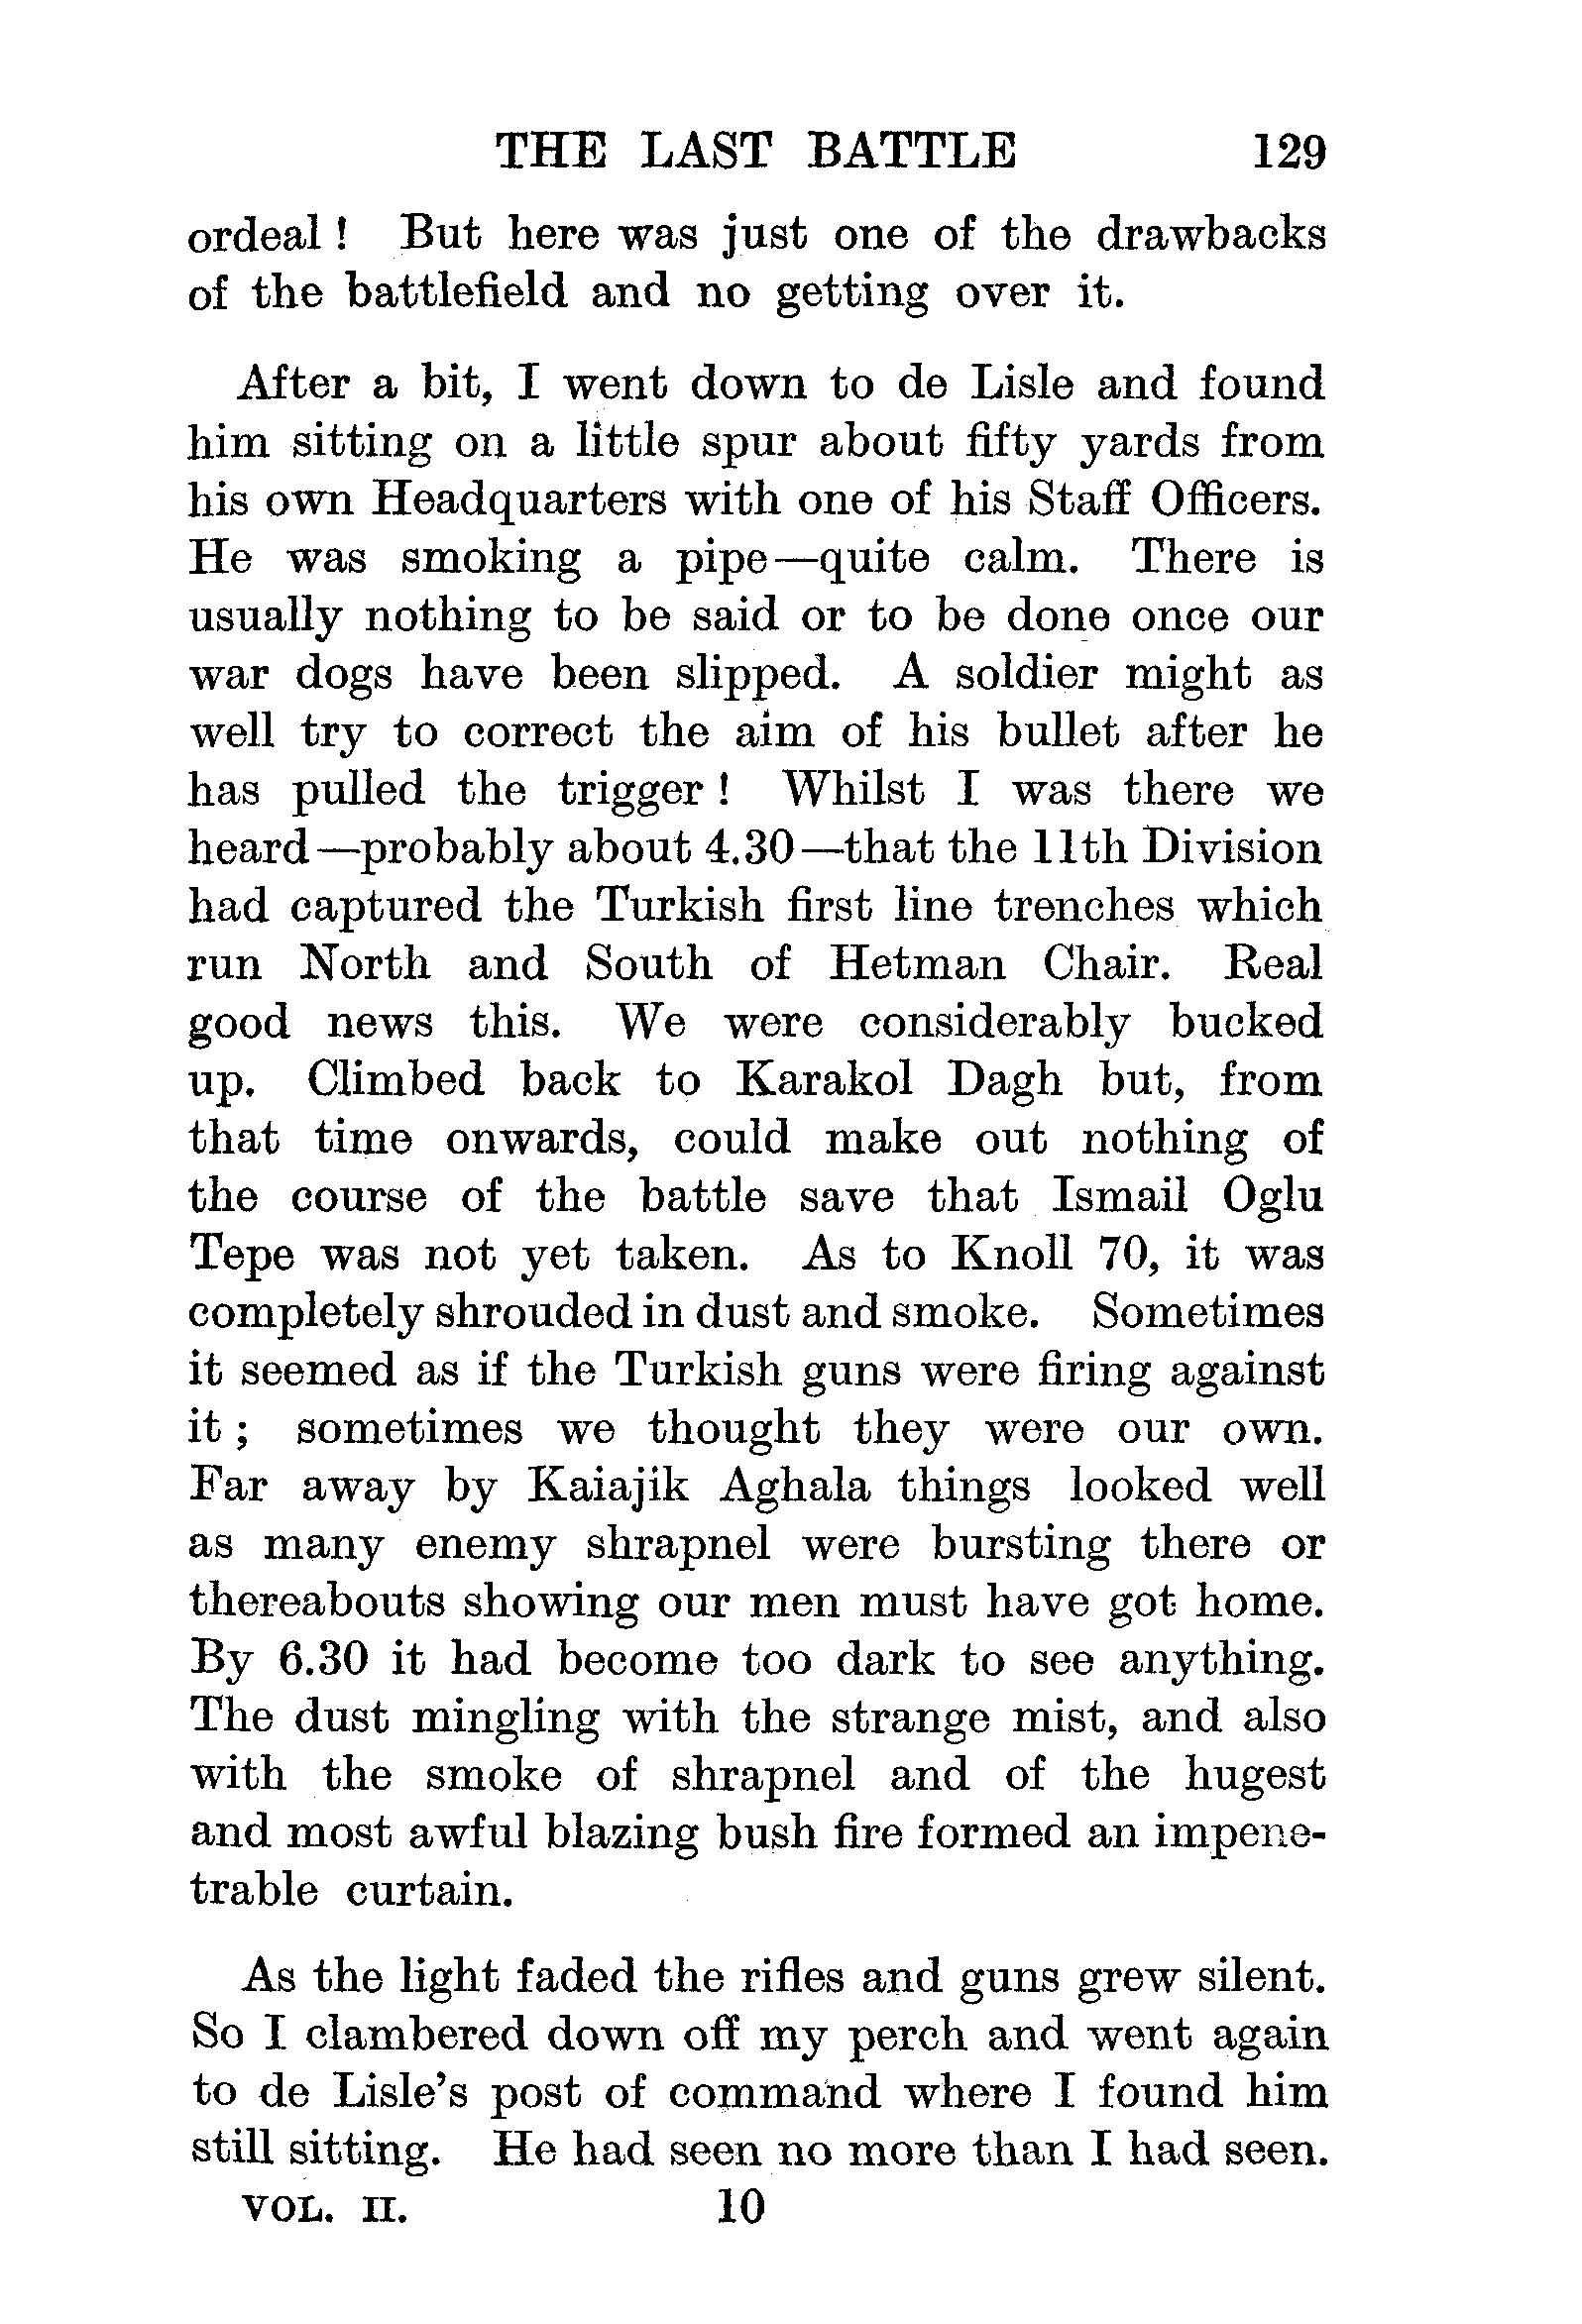 THE LAST BATTLE 129
ordeal! But here was just one of the drawbacks
of the battlefield and no getting over it.
After a bit, I went down to de Lisle and found
him sitting on a little spur about fifty yards from
his own Headquarters with one of his Staff Officers.
He was smoking a pipe—quite calm. There is
usually nothing to be said or to be done once our
war dogs have been slipped. A soldier might as
well try to correct the aim of his bullet after he
has pulled the trigger! Whilst I was there we
heard—probably about 4.30—that the 11th Division
had captured the Turkish first line trenches which
run North and South of Hetman Chair. Real
good news this. We were considerably bucked
up. Climbed back to Karakol Dagh but, from
that time onwards, could make out nothing of
the course of the battle save that Ismail Oglu
Tepe was not yet taken. As to Knoll 70, it was
completely shrouded in dust and smoke. Sometimes
it seemed as if the Turkish guns were firing against
it; sometimes we thought they were our own.
Far away by Kaiajik Aghala things looked well
as many enemy shrapnel were bursting there or
thereabouts showing our men must have got home.
By 6.30 it had become too dark to see anything.
The dust mingling with the strange mist, and also
with the smoke of shrapnel and of the hugest
and most awful blazing bush fire formed an impene-
trable curtain.
As the light faded the rifles and guns grew silent.
So I clambered down off my perch and went again
to de Lisle's post of command where I found him
still sitting. He had seen no more than I had seen.
VOL. II. 10